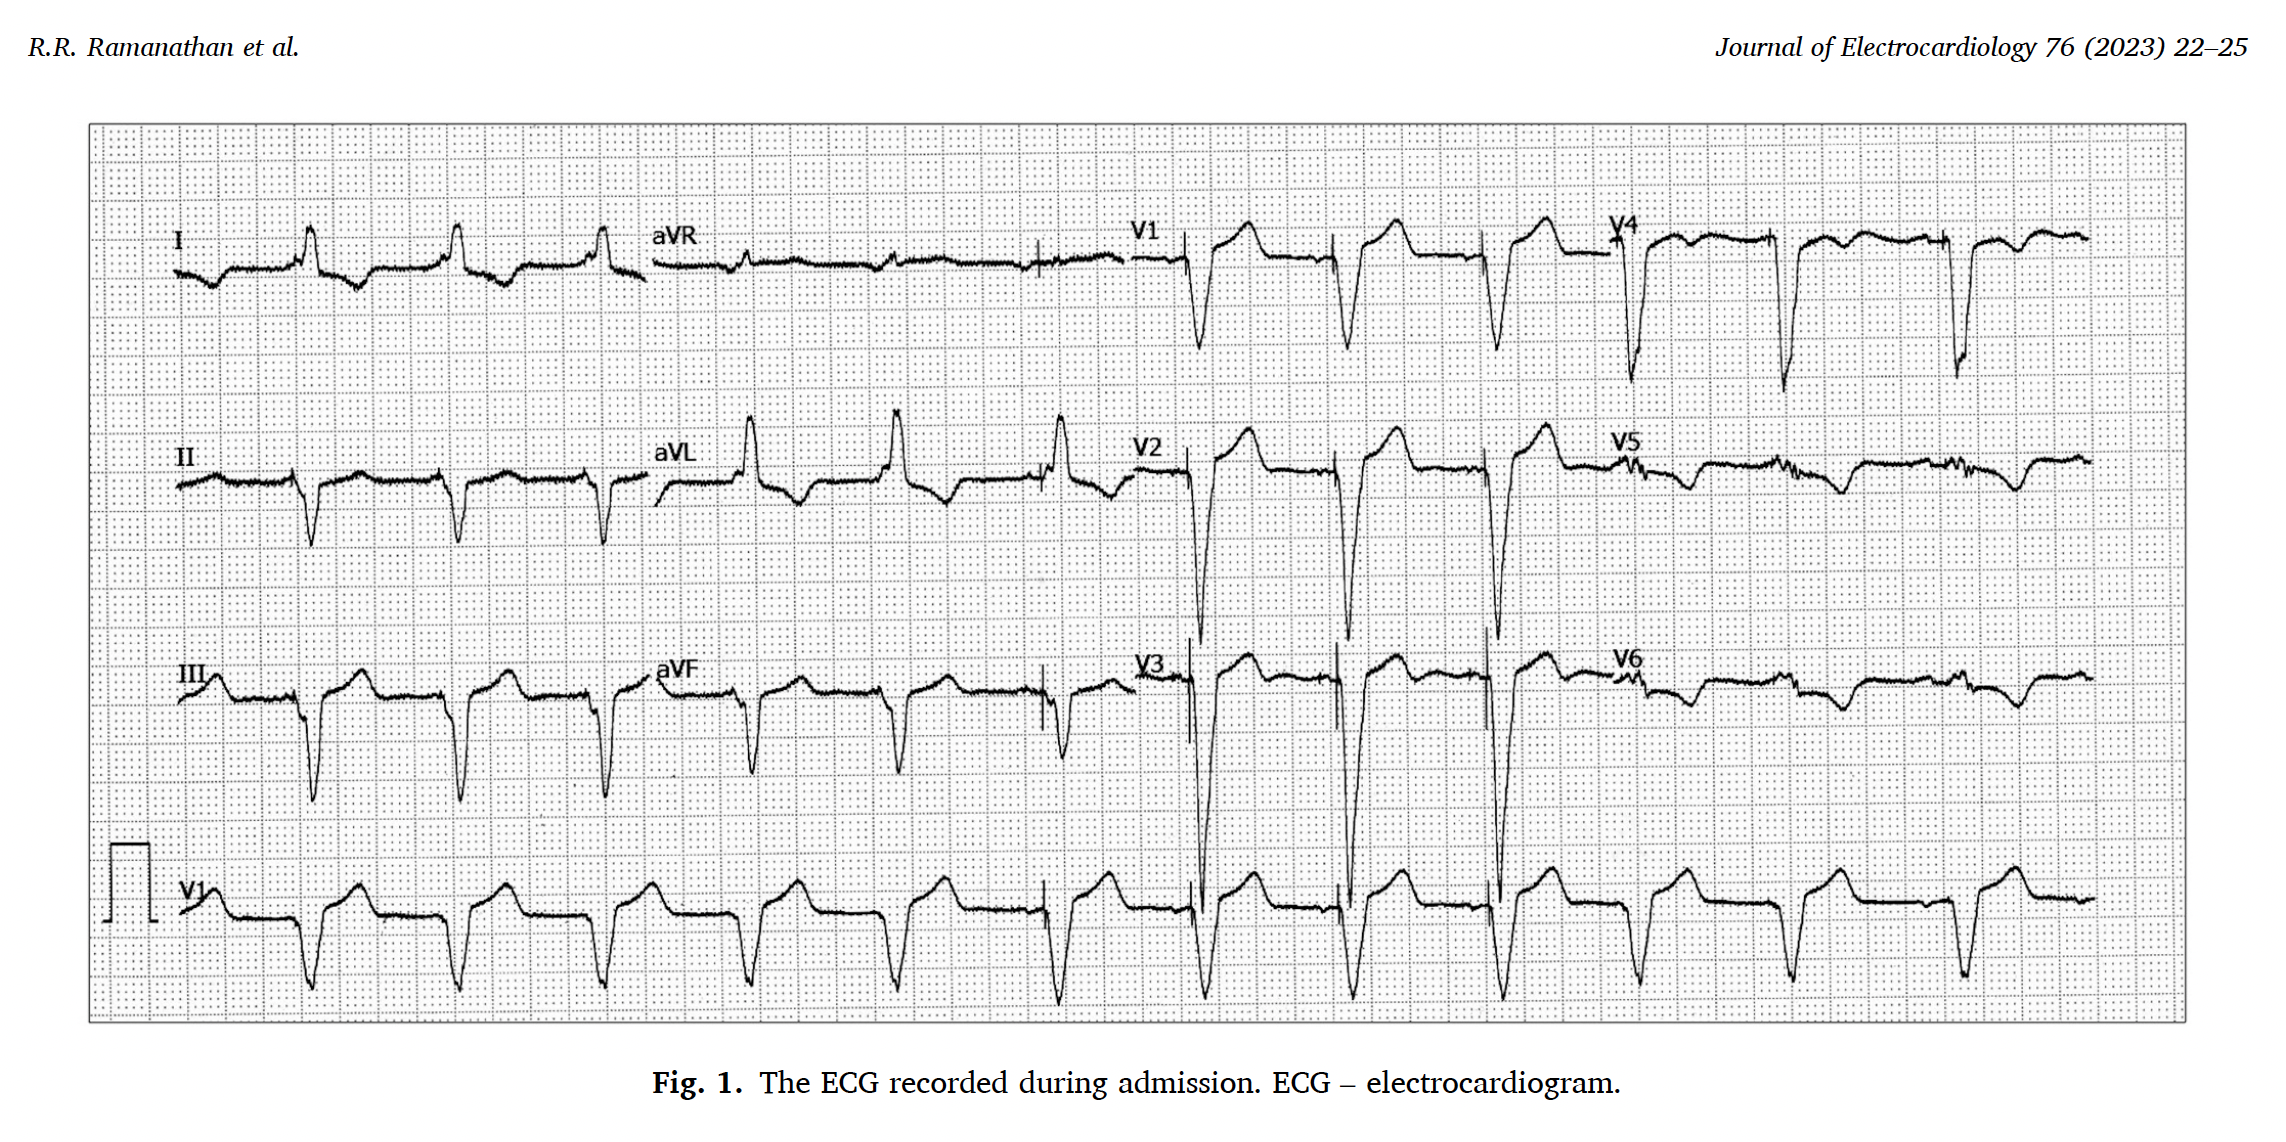 R.R. Ramanathan et al.
Journal of Electrocardiology 76 (2023) 22–25
I
aVR
V1
V4
II
aVL
V2
V5
III
aVF
V3
V6
V1
Fig. 1. The ECG recorded during admission. ECG – electrocardiogram.